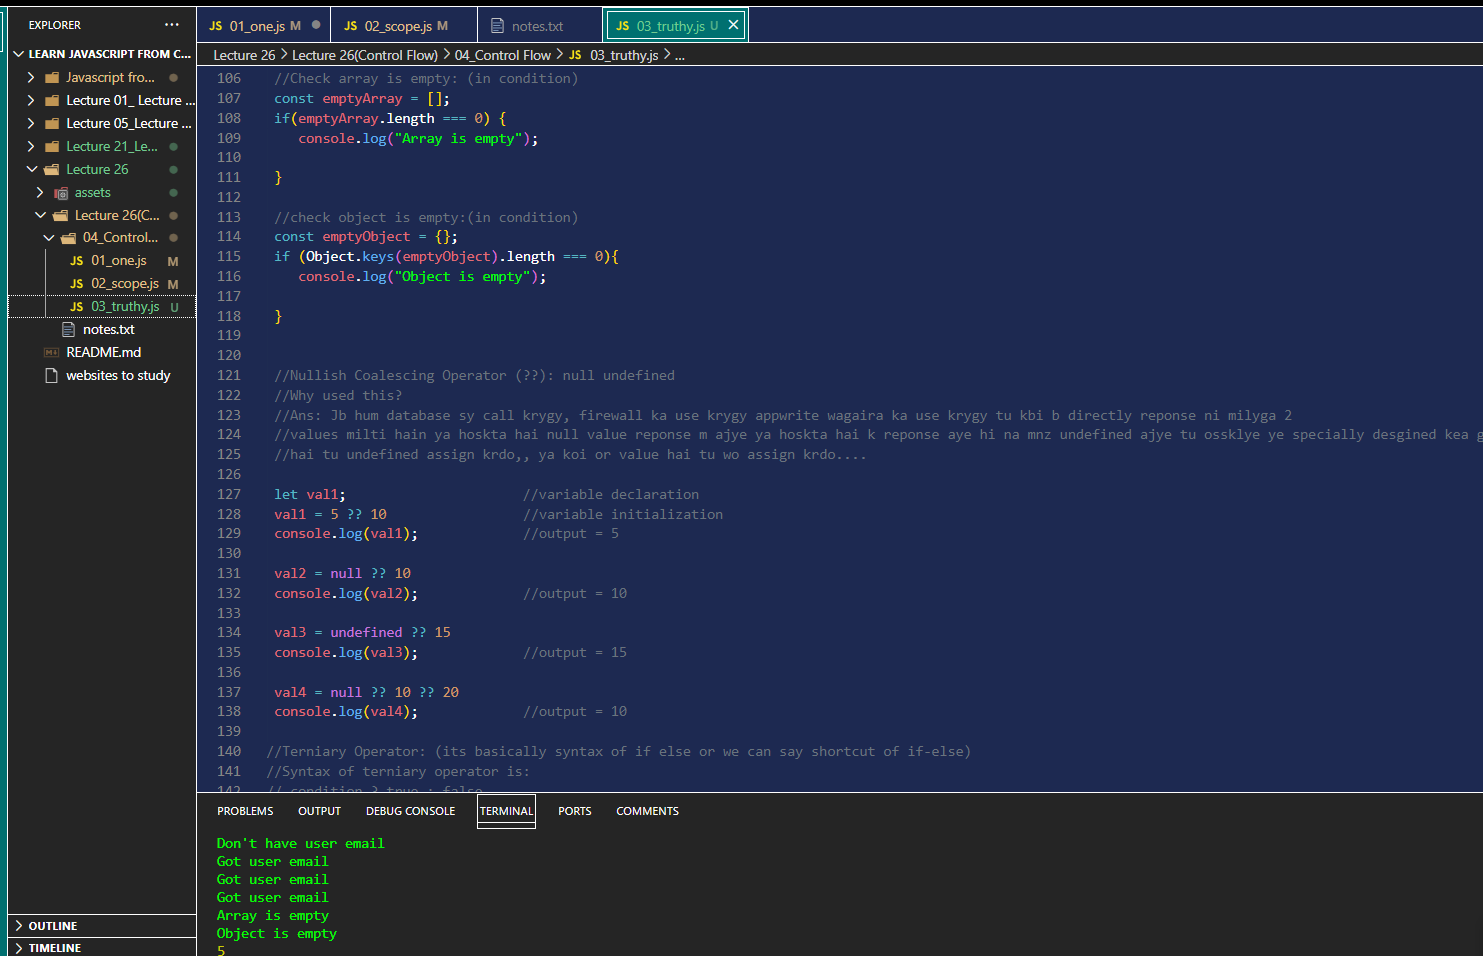 EXPLORER ...
LEARN JAVASCRIPT FROM C...
Javascript fro...
Lecture 01_ Lecture ...
Lecture 05_Lecture ...
Lecture 21_Le...
Lecture 26
assets
Lecture 26(C...
04_Control...
JS 01_one.js M
JS 02_scope.js M
JS 03_truthy.js U
notes.txt
README.md
websites to study
OUTLINE
TIMELINE
JS 01_one.js M JS 02_scope.js M notes.txt JS 03_truthy.js U
Lecture 26 > Lecture 26(Control Flow) > 04_Control Flow > JS 03_truthy.js > ...
106 //Check array is empty: (in condition)
107 const emptyArray = [];
108 if(emptyArray.length === 0) {
109 console.log("Array is empty");
110
111 }
112
113 //check object is empty:(in condition)
114 const emptyObject = {};
115 if (Object.keys(emptyObject).length === 0){
116 console.log("Object is empty");
117
118 }
119
120
121 //Nullish Coalescing Operator (??): null undefined
122 //Why used this?
123 //Ans: Jb hum database sy call krygy, firewall ka use krygy appwrite wagaira ka use krygy tu kbi b directly reponse ni milyga 2
124 //values milti hain ya hoskta hai null value reponse m ajye ya hoskta hai k reponse aye hi na mnz undefined ajye tu ossklye ye specially desgined kea g
125 //hai tu undefined assign krdo,, ya koi or value hai tu wo assign krdo....
126
127 let val1; //variable declaration
128 val1 = 5 ?? 10 //variable initialization
129 console.log(val1); //output = 5
130
131 val2 = null ?? 10
132 console.log(val2); //output = 10
133
134 val3 = undefined ?? 15
135 console.log(val3); //output = 15
136
137 val4 = null ?? 10 ?? 20
138 console.log(val4); //output = 10
139
140 //Terniary Operator: (its basically syntax of if else or we can say shortcut of if-else)
141 //Syntax of terniary operator is:
142 // condition ? true : false
PROBLEMS OUTPUT DEBUG CONSOLE TERMINAL PORTS COMMENTS
Don't have user email
Got user email
Got user email
Got user email
Array is empty
Object is empty
5